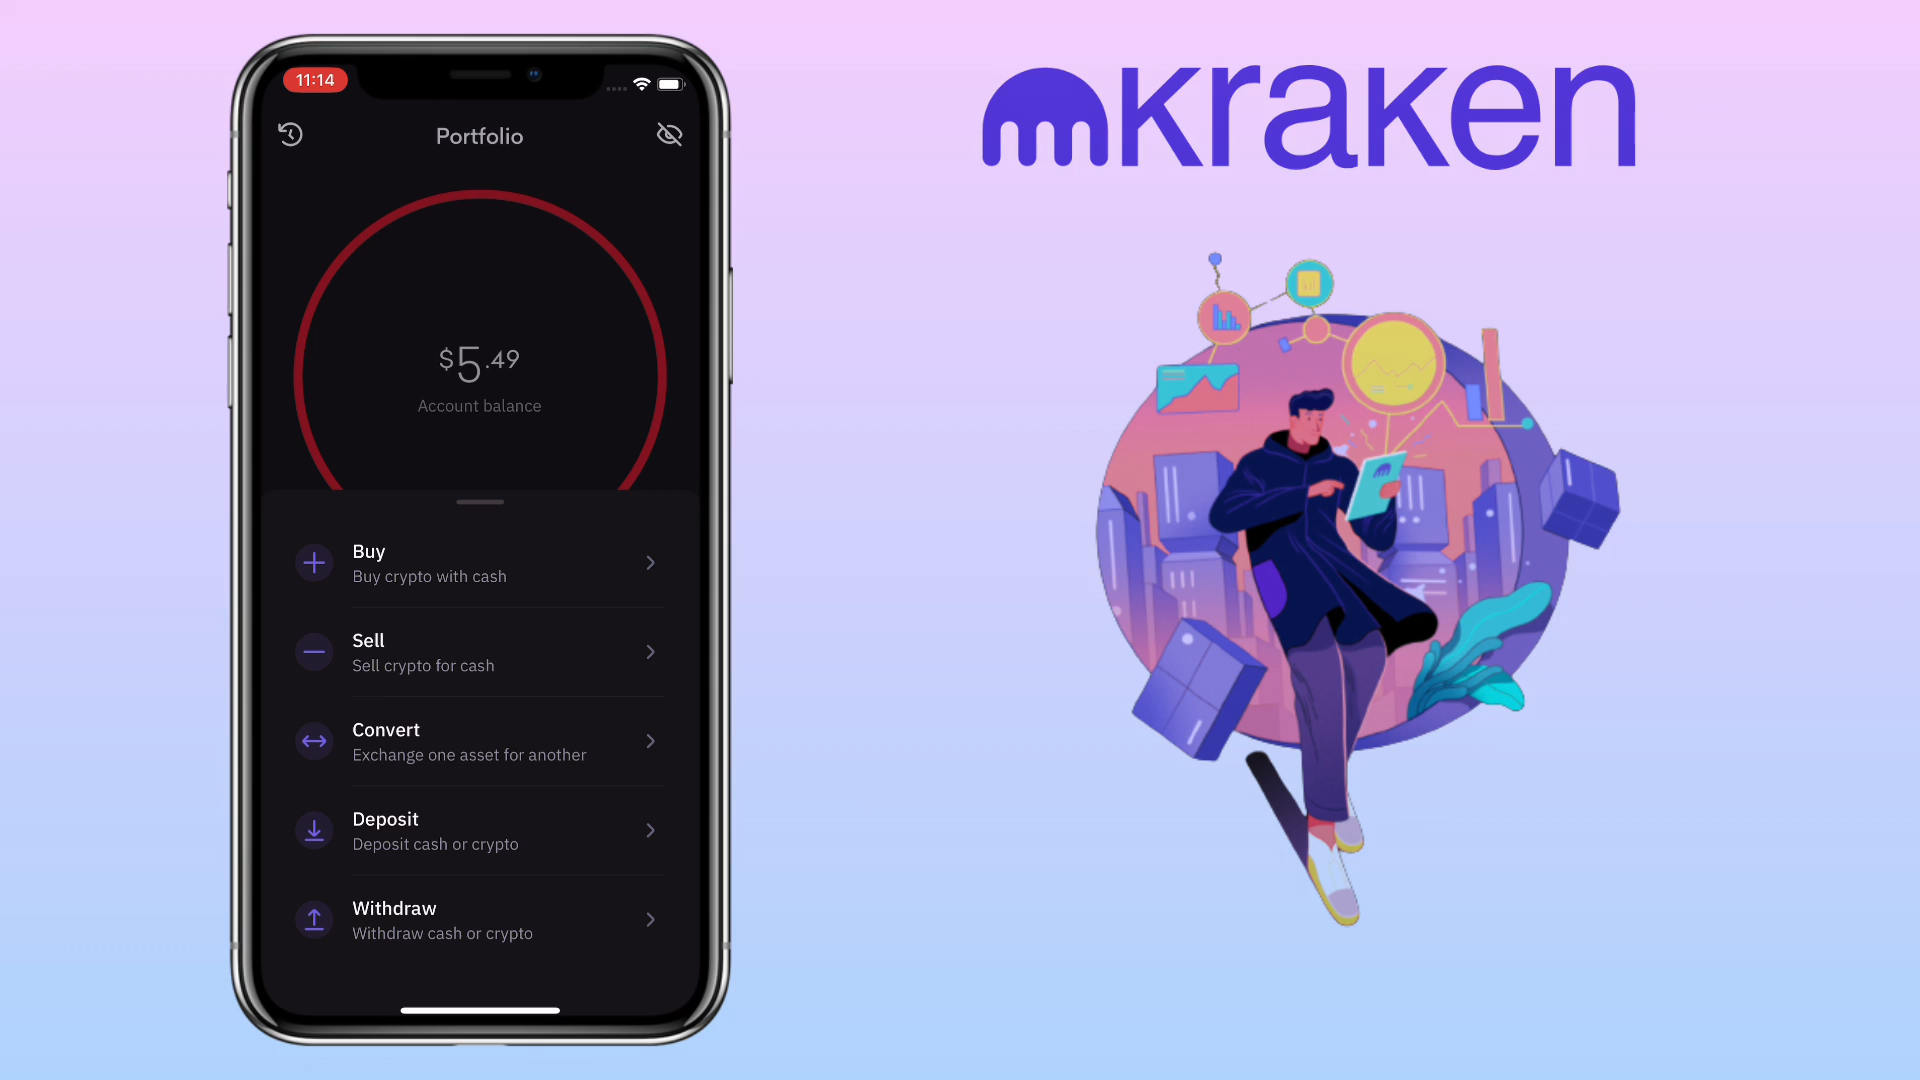 11:14
Portfolio
$5.49
Account balance
Buy
Buy crypto with cash
Sell
Sell crypto for cash
Convert
Exchange one asset for another
Deposit
Deposit cash or crypto
Withdraw
Withdraw cash or crypto
kraken